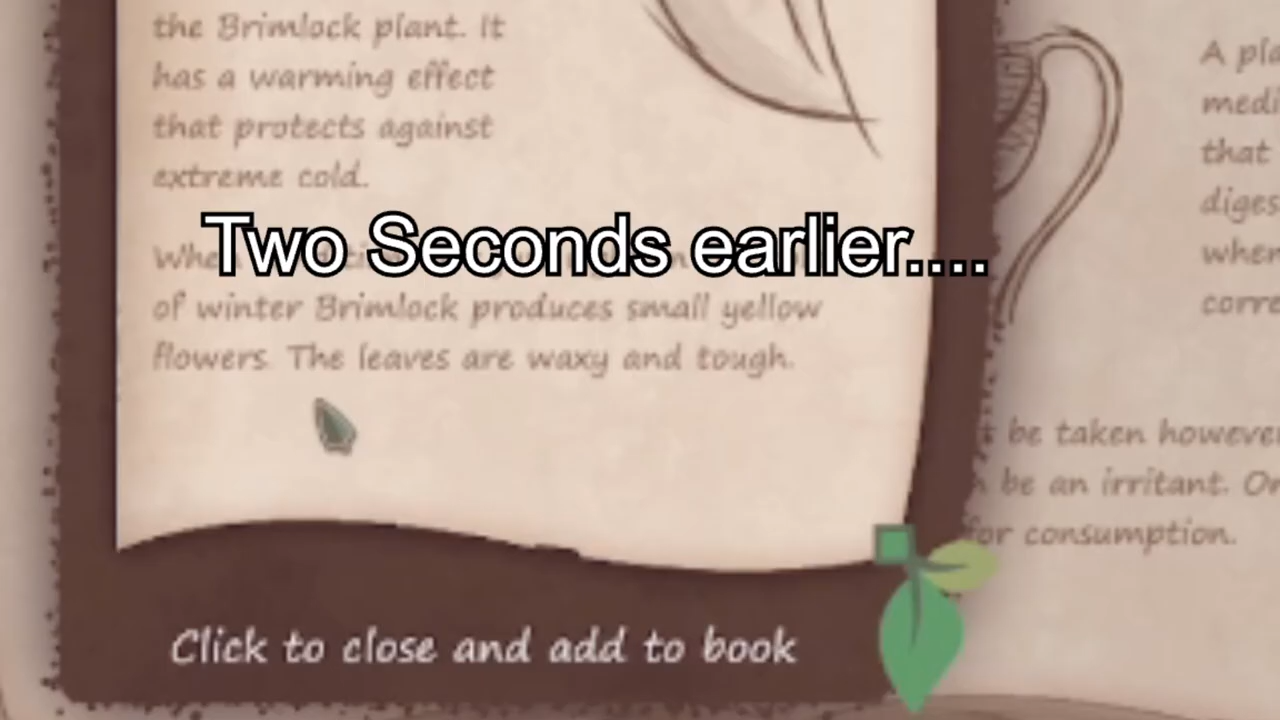 the Brimlock plant. It
has a warming effect
that protects against
extreme cold.
Two Seconds earlier....
of winter Brimlock produces small yellow
flowers. The leaves are waxy and tough.
Click to close and add to book
A
that
when
be taken however
be an irritant.
for consumption.